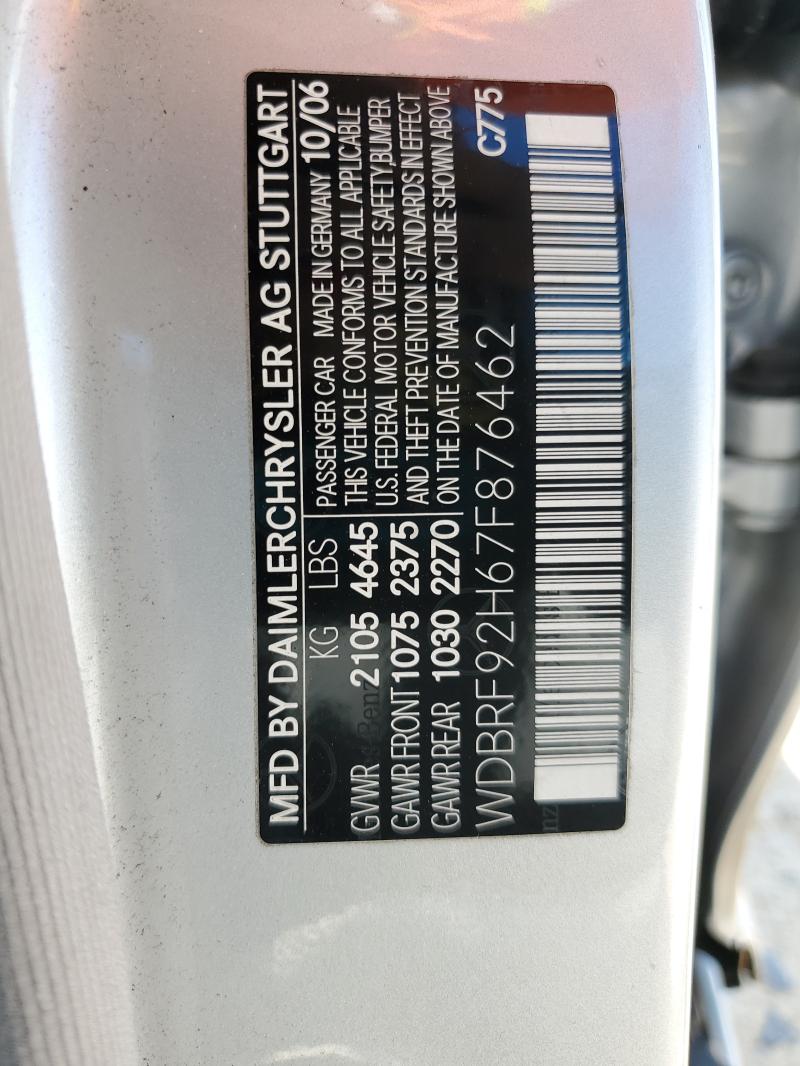 MFD BY DAIMLERCHRYSLER AG STUTTGART
KG LBS
GVWR 2105 4645
GAWR FRONT 1075 2375
GAWR REAR 1030 2270
PASSENGER CAR MADE IN GERMANY 10/06
THIS VEHICLE CONFORMS TO ALL APPLICABLE
U.S. FEDERAL MOTOR VEHICLE SAFETY,BUMPER
AND THEFT PREVENTION STANDARDS IN EFFECT
ON THE DATE OF MANUFACTURE SHOWN ABOVE
WDBRF92H67F876462 C775